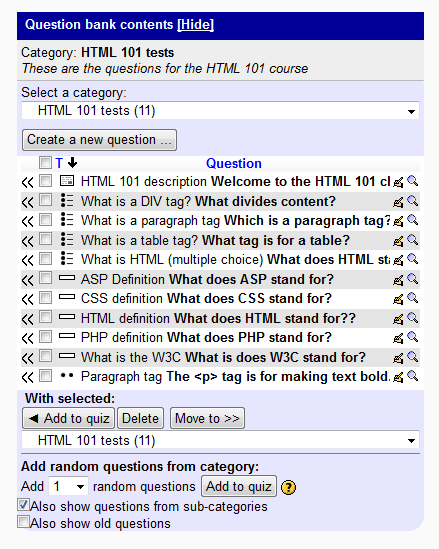 Question bank contents [Hide]
Category: HTML 101 tests
These are the questions for the HTML 101 course
Select a category:
HTML 101 tests (11)
Create a new question ...
T Question
HTML 101 description Welcome to the HTML 101 cl
What is a DIV tag? What divides content?
What is a paragraph tag Which is a paragraph tag?
What is a table tag? What tag is for a table?
What is HTML (multiple choice) What does HTML sta
ASP Definition What does ASP stand for?
CSS definition What does CSS stand for?
HTML definition What does HTML stand for??
PHP definition What does PHP stand for?
What is the W3C What is does W3C stand for?
Paragraph tag The <p> tag is for making text bold.
With selected:
◄ Add to quiz Delete Move to >>
HTML 101 tests (11)
Add random questions from category:
Add 1 random questions Add to quiz ?
Also show questions from sub-categories
Also show old questions